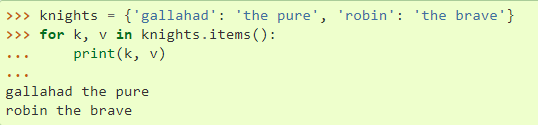 >>> knights = {'gallahad': 'the pure', 'robin': 'the brave'}
>>> for k, v in knights.items():
...     print(k, v)
...
gallahad the pure
robin the brave